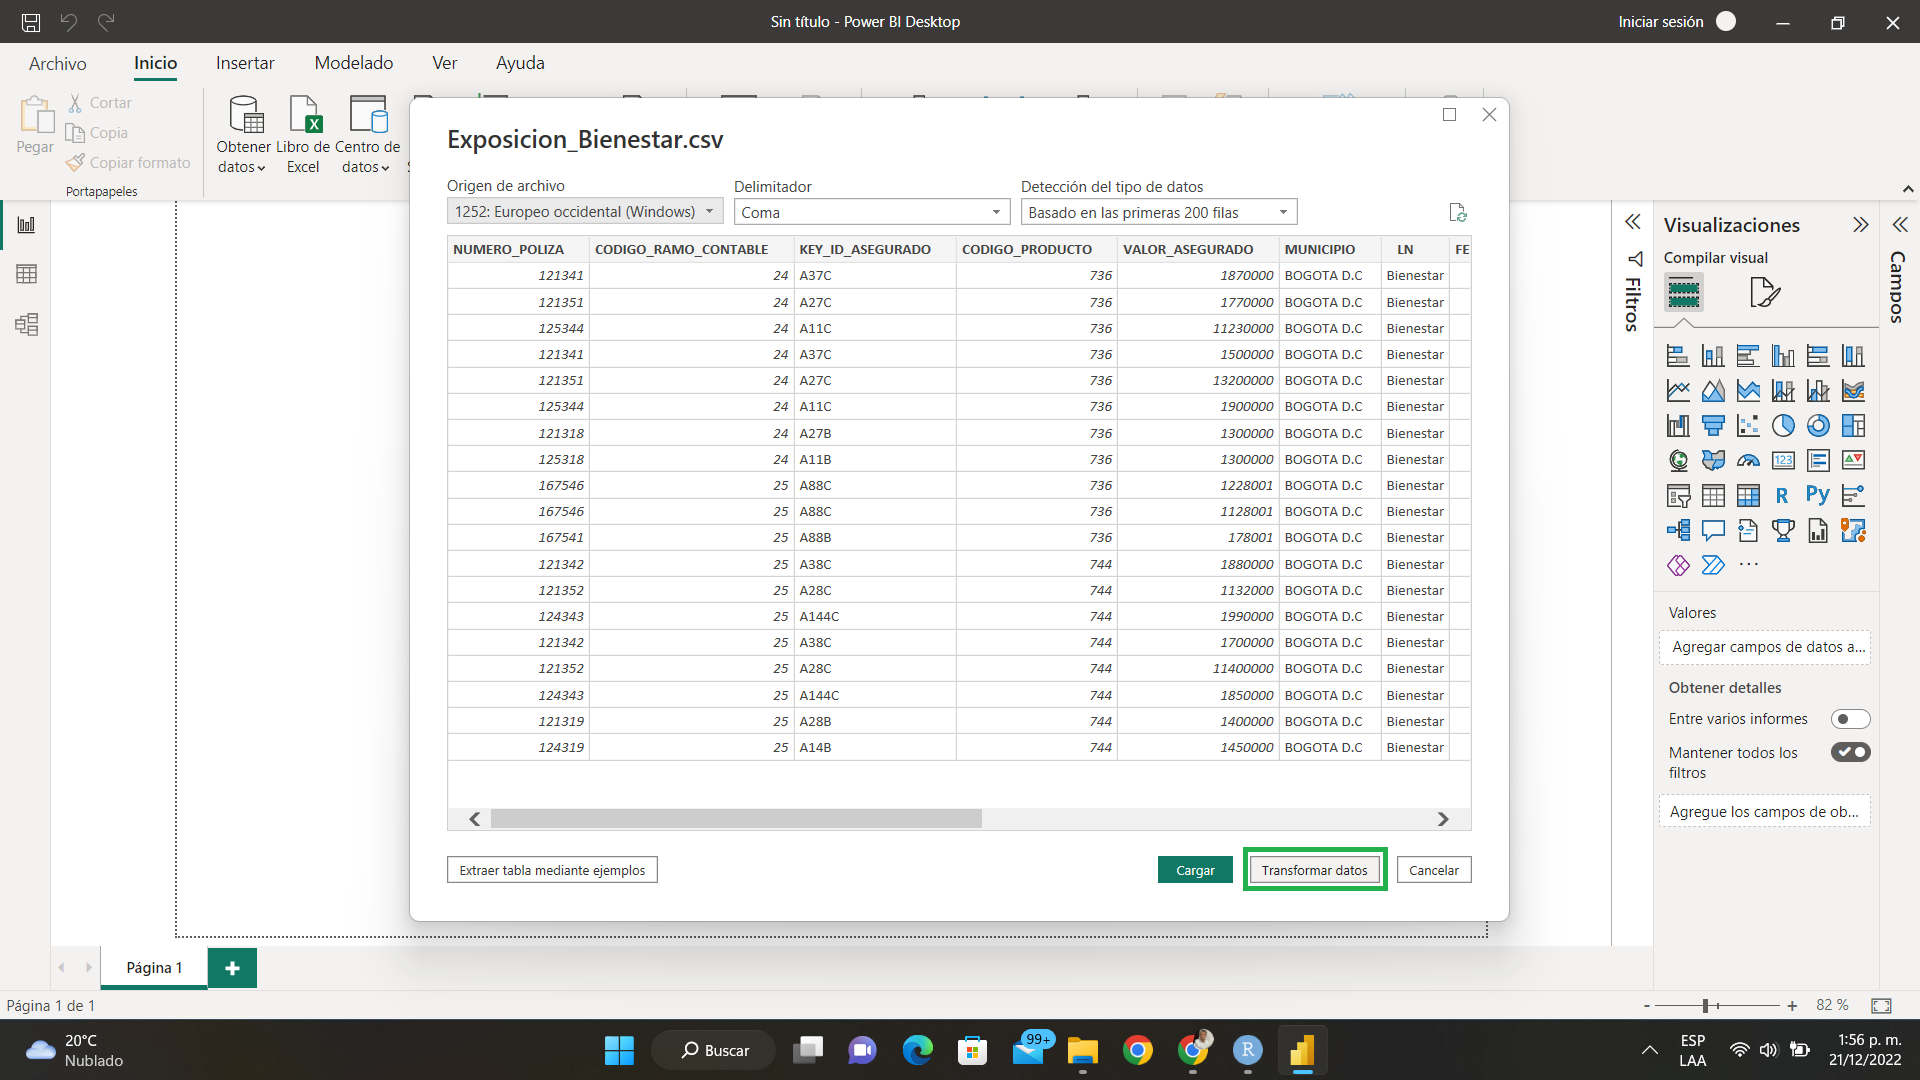 Sin título - Power BI Desktop
Iniciar sesión
Archivo Inicio Insertar Modelado Ver Ayuda
Pegar
Cortar
Copia
Copiar formato
Portapapeles
Obtener datos
Libro de Excel
Centro de datos
Exposicion_Bienestar.csv
Origen de archivo
1252: Europeo occidental (Windows)
Delimitador
Coma
Detección del tipo de datos
Basado en las primeras 200 filas
NUMERO_POLIZA CODIGO_RAMO_CONTABLE KEY_ID_ASEGURADO CODIGO_PRODUCTO VALOR_ASEGURADO MUNICIPIO LN FE
121341 24 A37C 736 1870000 BOGOTA D.C Bienestar
121351 24 A27C 736 1770000 BOGOTA D.C Bienestar
125344 24 A11C 736 11230000 BOGOTA D.C Bienestar
121341 24 A37C 736 1500000 BOGOTA D.C Bienestar
121351 24 A27C 736 13200000 BOGOTA D.C Bienestar
125344 24 A11C 736 1900000 BOGOTA D.C Bienestar
121318 24 A27B 736 1300000 BOGOTA D.C Bienestar
125318 24 A11B 736 1300000 BOGOTA D.C Bienestar
167546 25 A88C 736 1228001 BOGOTA D.C Bienestar
167546 25 A88C 736 1128001 BOGOTA D.C Bienestar
167541 25 A88B 736 178001 BOGOTA D.C Bienestar
121342 25 A38C 744 1880000 BOGOTA D.C Bienestar
121352 25 A28C 744 1132000 BOGOTA D.C Bienestar
124343 25 A144C 744 1990000 BOGOTA D.C Bienestar
121342 25 A38C 744 1700000 BOGOTA D.C Bienestar
121352 25 A28C 744 11400000 BOGOTA D.C Bienestar
124343 25 A144C 744 1850000 BOGOTA D.C Bienestar
121319 25 A28B 744 1400000 BOGOTA D.C Bienestar
124319 25 A14B 744 1450000 BOGOTA D.C Bienestar
Extraer tabla mediante ejemplos
Cargar
Transformar datos
Cancelar
Filtros
Visualizaciones
Compilar visual
123
R
Py
...
Valores
Agregar campos de datos a...
Obtener detalles
Entre varios informes
Mantener todos los
filtros
Agregue los campos de ob...
Campos
Página 1
+
Página 1 de 1
- + 82 %
20°C
Nublado
Buscar
99+
R
ESP
LAA
1:56 p. m.
21/12/2022